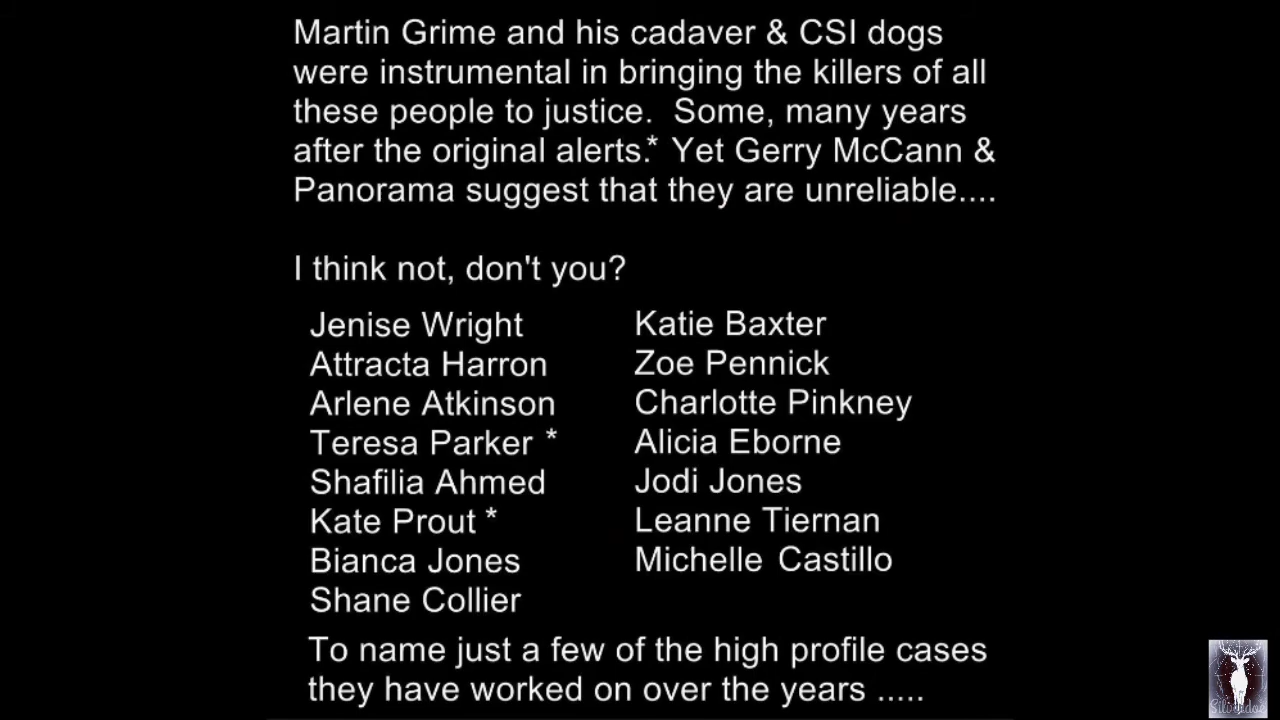 Martin Grime and his cadaver & CSI dogs
were instrumental in bringing the killers of all
these people to justice. Some, many years
after the original alerts.* Yet Gerry McCann &
Panorama suggest that they are unreliable....
I think not, don't you?
Jenise Wright
Attracta Harron
Arlene Atkinson
Teresa Parker *
Shafilia Ahmed
Kate Prout *
Bianca Jones
Shane Collier
Katie Baxter
Zoe Pennick
Charlotte Pinkney
Alicia Eborne
Jodi Jones
Leanne Tiernan
Michelle Castillo
To name just a few of the high profile cases
they have worked on over the years .....